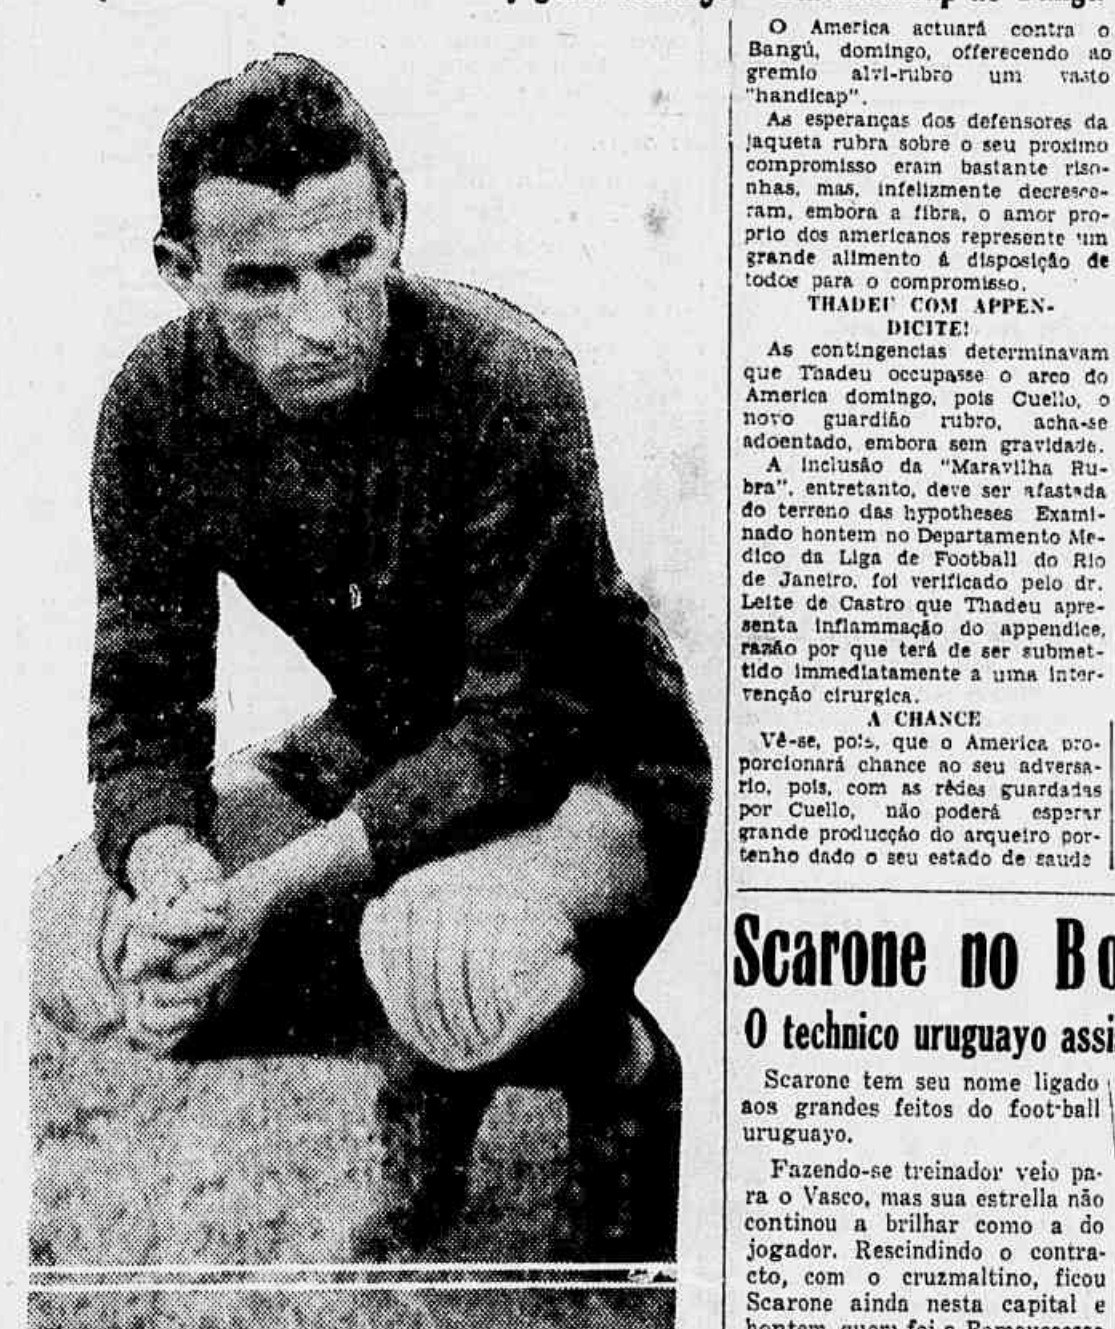 O America actuará contra o
Bangú, domingo, offerecendo ao
gremio alvi-rubro um vasto
"handicap".
As esperanças dos defensores da
jaqueta rubra sobre o seu proximo
compromisso eram bastante riso-
nhas, mas, infelizmente decresce-
ram, embora a fibra, o amor pro-
prio dos americanos represente um
grande alimento á disposição de
todos para o compromisso.
THADEU COM APPEN-
DICITE!
As contingencias determinavam
que Thadeu occupasse o arco do
America domingo, pois Cuello, o
novo guardião rubro, acha-se
adoentado, embora sem gravidade.
A inclusão da "Maravilha Ru-
bra", entretanto, deve ser afastada
do terreno das hypotheses Exami-
nado hontem no Departamento Me-
dico da Liga de Football do Rio
de Janeiro, foi verificado pelo dr.
Leite de Castro que Thadeu apre-
senta inflammação do appendice,
razão por que terá de ser submet-
tido immediatamente a uma inter-
venção cirurgica.
A CHANCE
Vê-se, pois, que o America pro-
porcionará chance ao seu adversa-
rio, pois, com as rêdes guardadas
por Cuello, não poderá esperar
grande producção do arqueiro por-
tenho dado o seu estado de saude
Scarone no Bo
O technico uruguayo assi
Scarone tem seu nome ligado
aos grandes feitos do foot-ball
uruguayo.
Fazendo-se treinador veio pa-
ra o Vasco, mas sua estrella não
continou a brilhar como a do
jogador. Rescindindo o contra-
cto, com o cruzmaltino, ficou
Scarone ainda nesta capital e